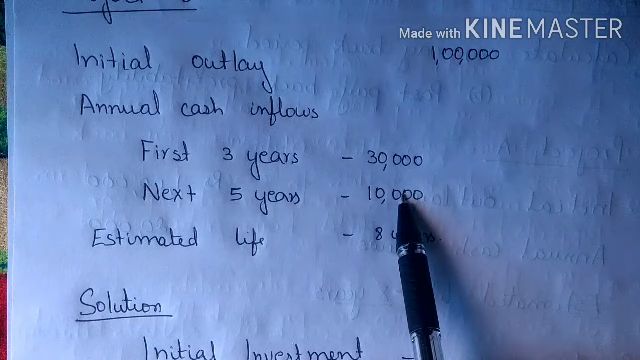 Made with KINEMASTER
Initial outlay 1,00,000
Annual cash inflows
First 3 years - 30,000
Next 5 years - 10,000
Estimated life - 8
Solution
Initial Investment -